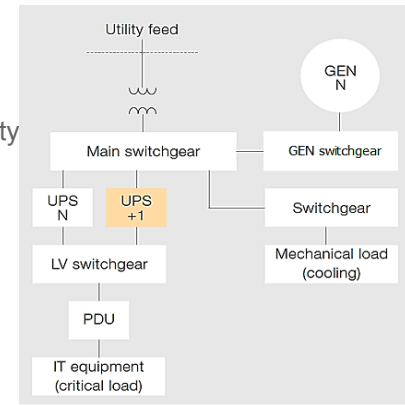 Utility feed
GEN
N
ty
Main switchgear
GEN switchgear
UPS
N
UPS
+1
Switchgear
LV switchgear
Mechanical load
(cooling)
PDU
IT equipment
(critical load)